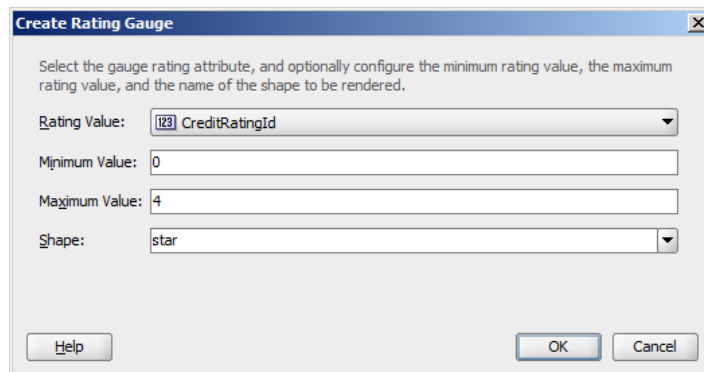 Create Rating Gauge
Select the gauge rating attribute, and optionally configure the minimum rating value, the maximum
rating value, and the name of the shape to be rendered.
Rating Value: 123 CreditRatingId
Minimum Value: 0
Maximum Value: 4
Shape: star
Help OK Cancel